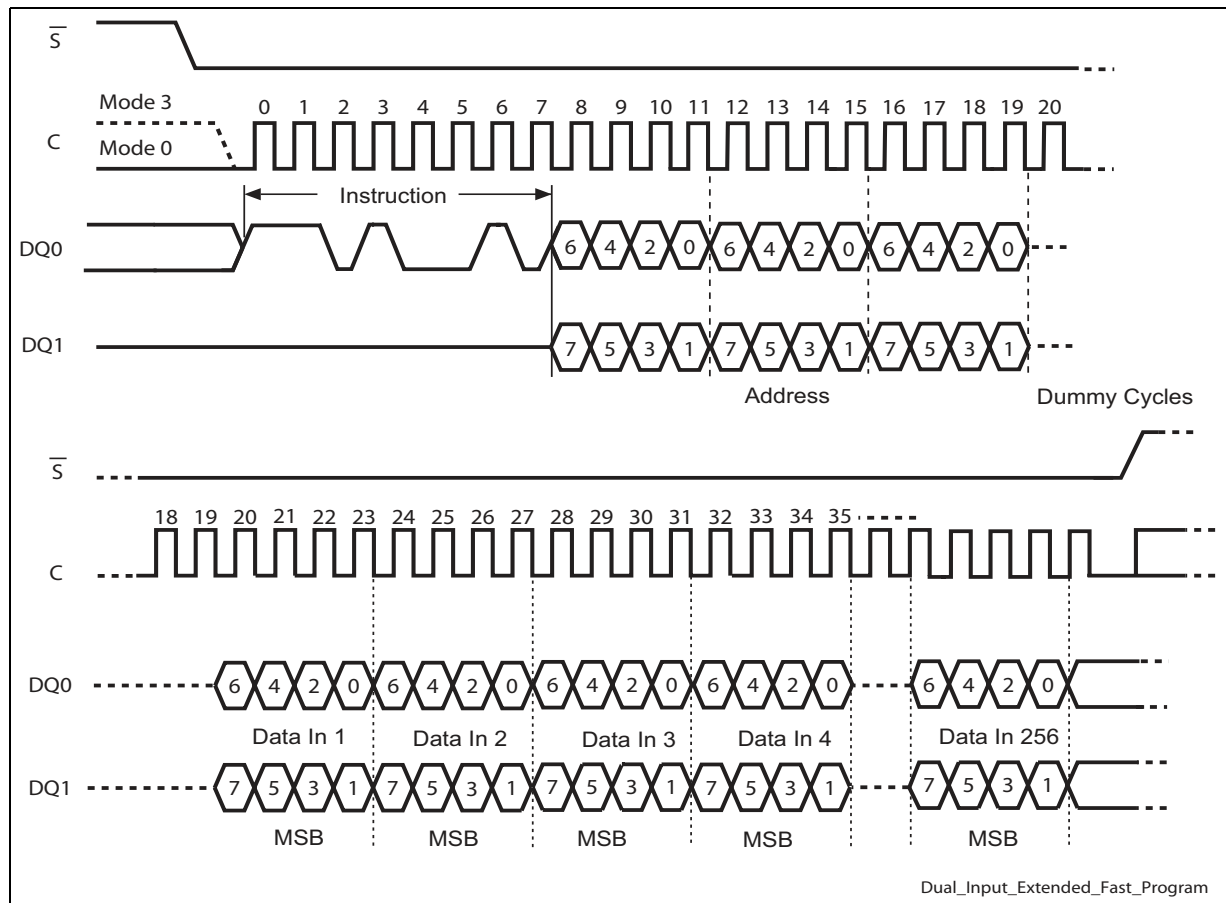 S
Mode 3
0 1 2 3 4 5 6 7 8 9 10 11 12 13 14 15 16 17 18 19 20
C
Mode 0
Instruction
DQ0 6 4 2 0 6 4 2 0 6 4 2 0
DQ1 7 5 3 1 7 5 3 1 7 5 3 1
Address Dummy Cycles
S
18 19 20 21 22 23 24 25 26 27 28 29 30 31 32 33 34 35
C
DQ0 6 4 2 0 6 4 2 0 6 4 2 0 6 4 2 0 6 4 2 0
Data In 1 Data In 2 Data In 3 Data In 4 Data In 256
DQ1 7 5 3 1 7 5 3 1 7 5 3 1 7 5 3 1 7 5 3 1
MSB MSB MSB MSB MSB
Dual_Input_Extended_Fast_Program